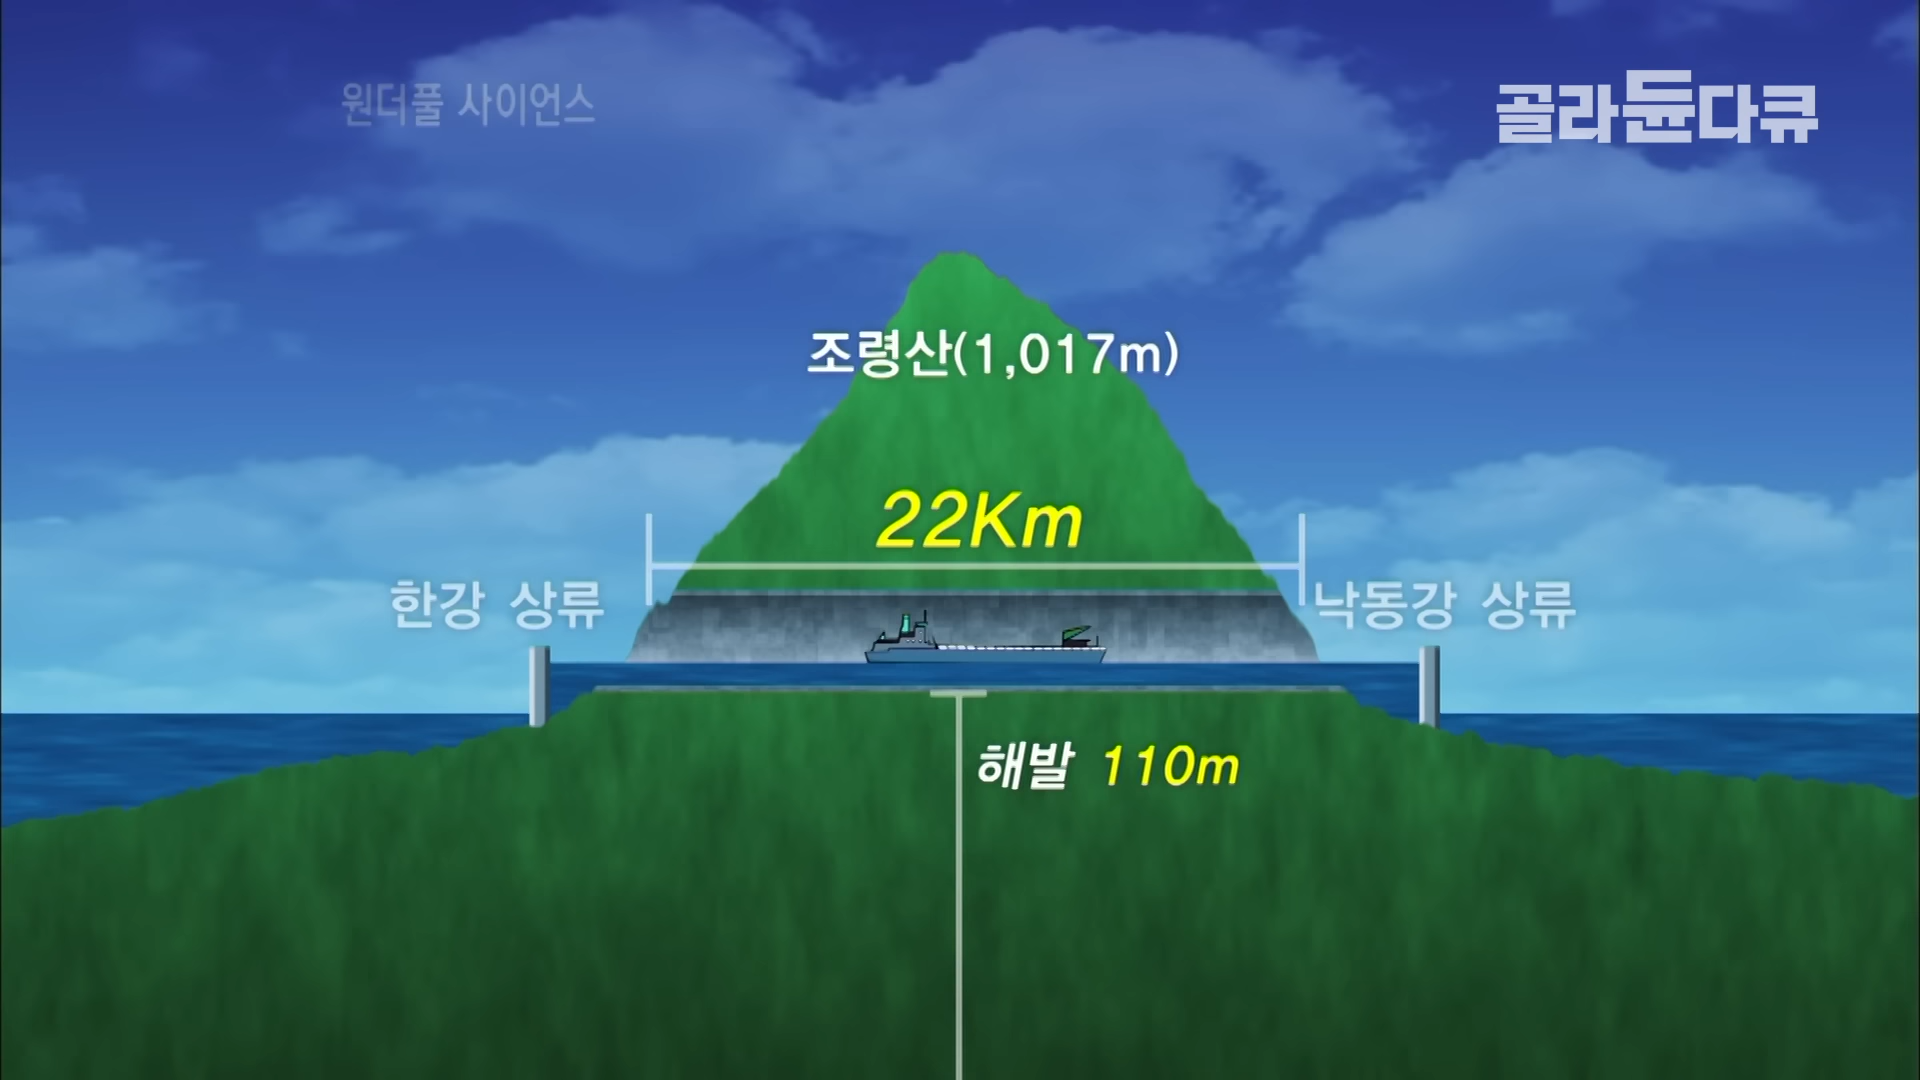 원더풀 사이언스
골라듄다큐
조령산(1,017m)
22Km
한강 상류
낙동강 상류
해발 110m